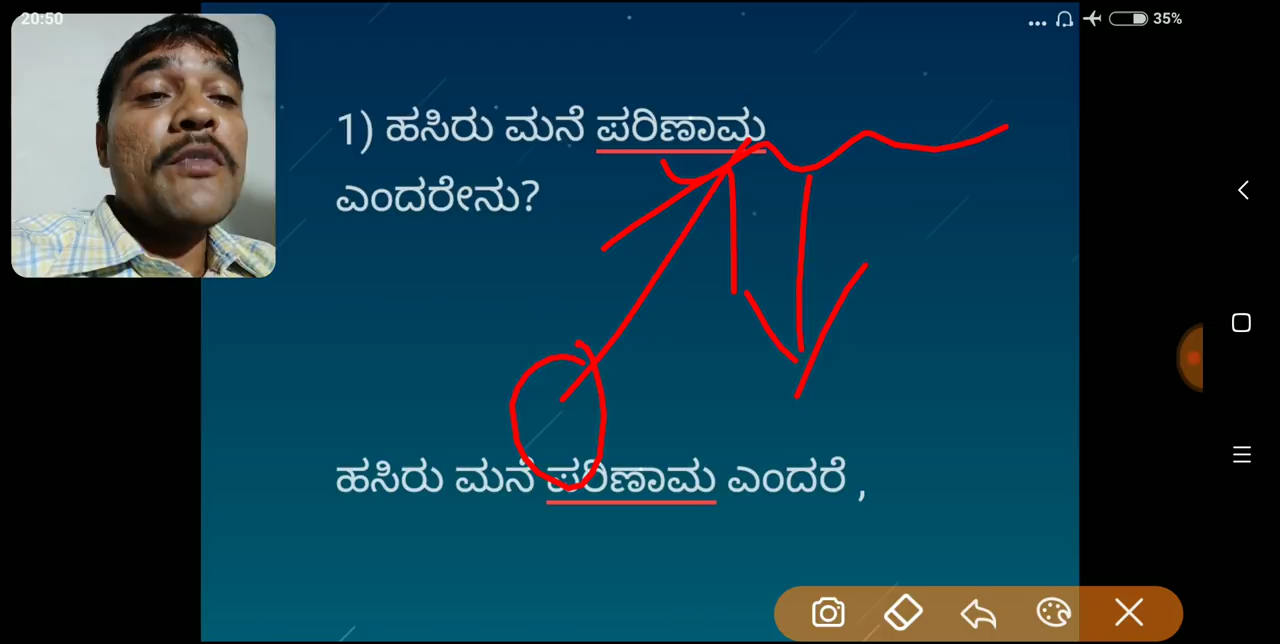 20:50
35%
1) ಹಸಿರು ಮನೆ ಪರಿಣಾಮ
ಎಂದರೇನು?
ಹಸಿರು ಮನೆ ಪರಿಣಾಮ ಎಂದರೆ ,